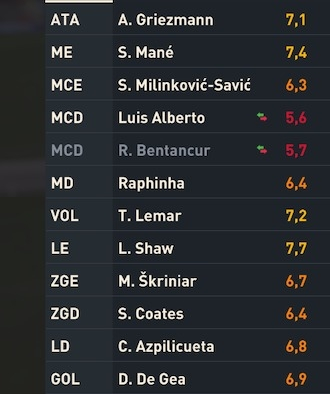 ATA A. Griezmann 7,1
ME S. Mané 7,4
MCE S. Milinković-Savić 6,3
MCD Luis Alberto 5,6
MCD R. Bentancur 5,7
MD Raphinha 6,4
VOL T. Lemar 7,2
LE L. Shaw 7,7
ZGE M. Škriniar 6,7
ZGD S. Coates 6,4
LD C. Azpilicueta 6,8
GOL D. De Gea 6,9